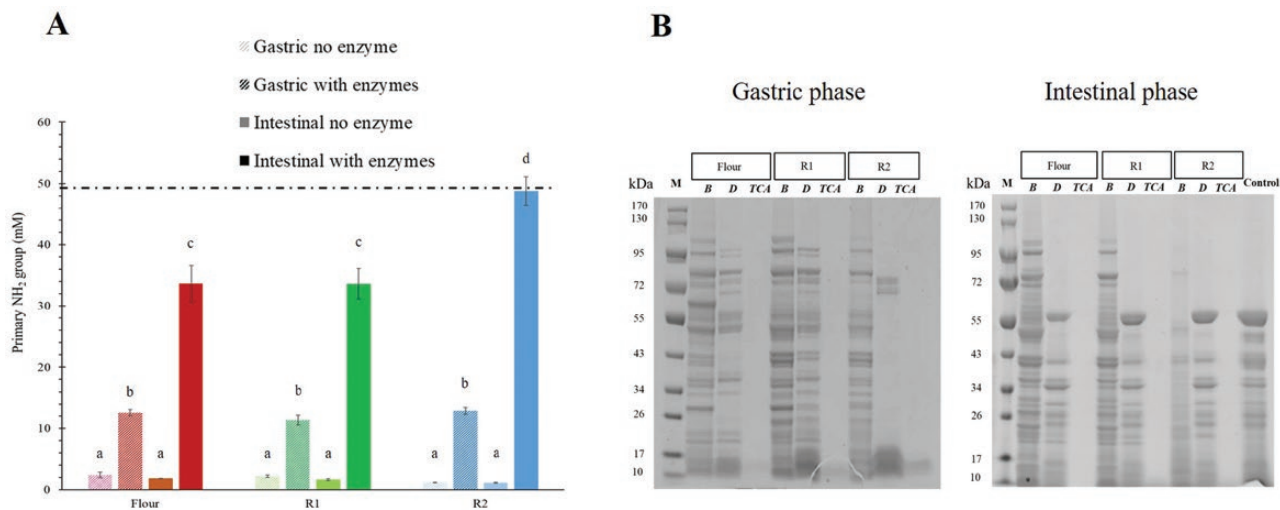 A
Gastric no enzyme
Gastric with enzymes
Intestinal no enzyme
Intestinal with enzymes
Primary NH2 group (mM)
60
50
40
30
20
10
0
a
b
a
c
a
b
a
c
a
b
a
d
Flour
R1
R2
B
Gastric phase
Flour
R1
R2
kDa
M
B D TCA
B D TCA
B D TCA
170
130
95
72
55
43
34
26
17
10
Intestinal phase
Flour
R1
R2
kDa
M
B D TCA
B D TCA
B D TCA
Control
170
130
95
72
55
43
34
26
17
10